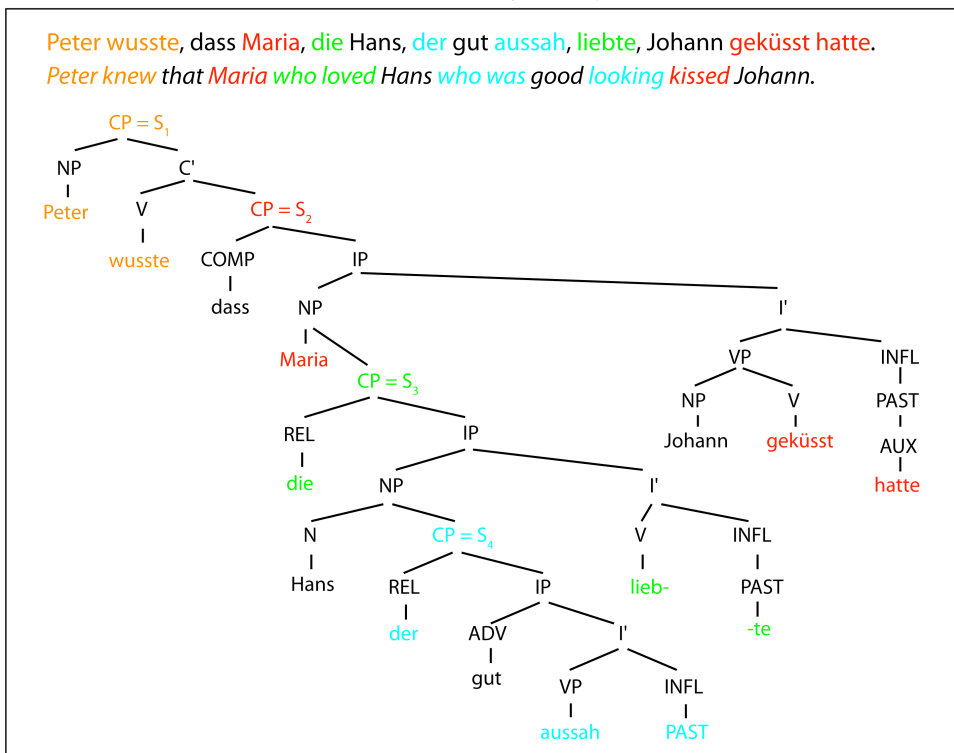 Peter wusste, dass Maria, die Hans, der gut aussah, liebte, Johann geküsst hatte.
Peter knew that Maria who loved Hans who was good looking kissed Johann.
CP = S1
NP C'
Peter V CP = S2
wusste COMP IP
dass NP I'
Maria VP INFL
CP = S3 NP V PAST
REL IP Johann geküsst AUX
die NP I' hatte
N CP = S4 V INFL
Hans REL IP lieb- PAST
der ADV I' -te
gut VP INFL
aussah PAST